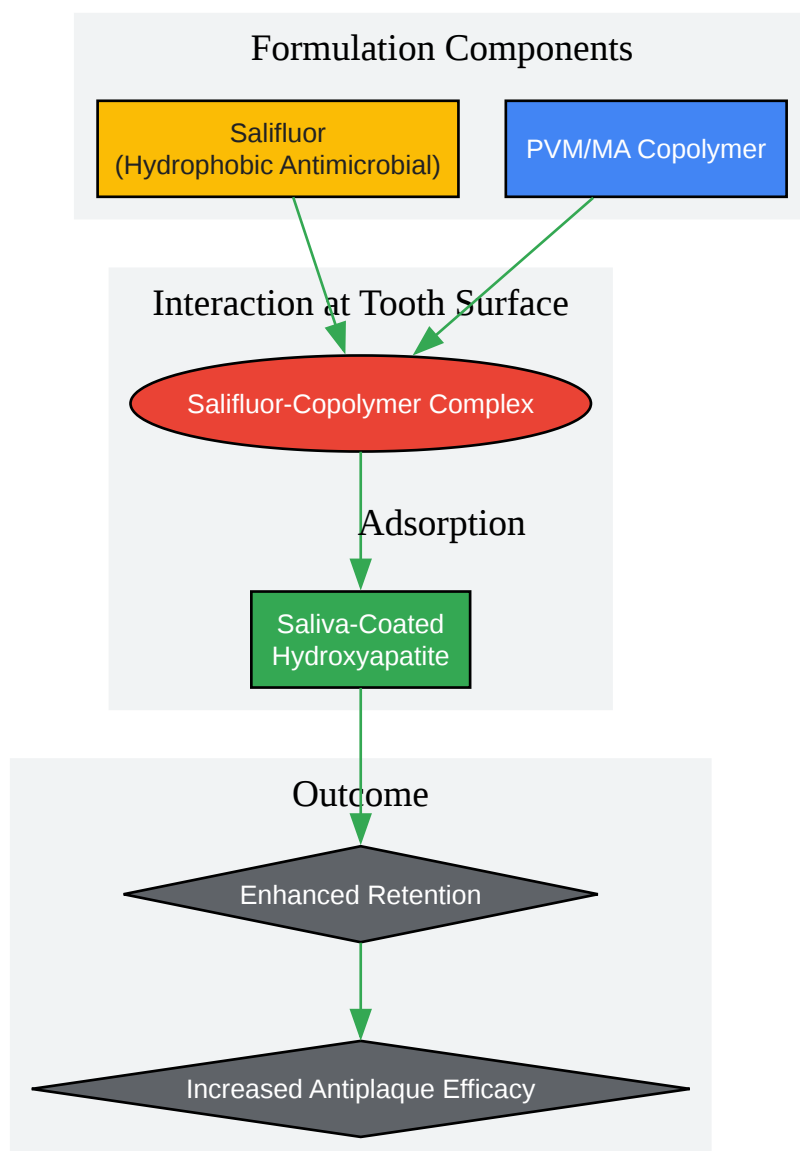 Formulation Components
Salifluor
(Hydrophobic Antimicrobial)
PVM/MA Copolymer
Interaction at Tooth Surface
Salifluor-Copolymer Complex
Adsorption
Saliva-Coated
Hydroxyapatite
Outcome
Enhanced Retention
Increased Antiplaque Efficacy